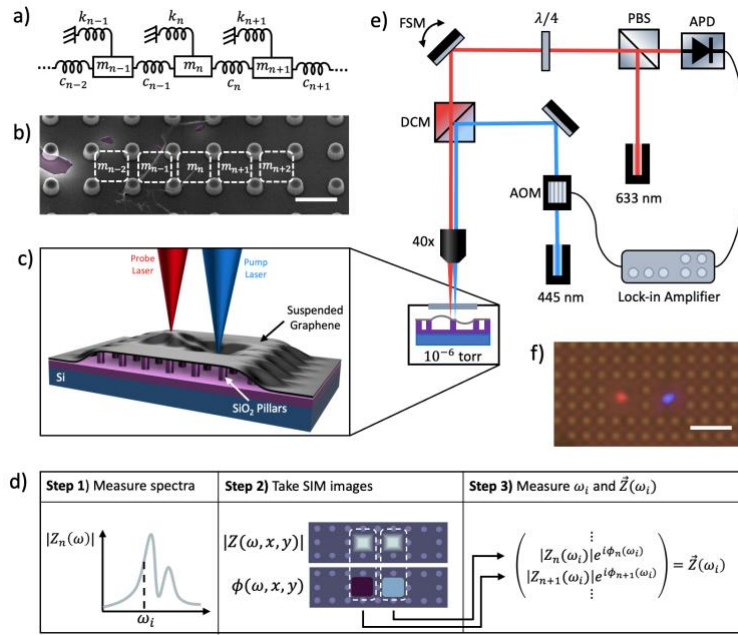 a)
k_{n-1} k_n k_{n+1}
m_{n-1} m_n m_{n+1}
c_{n-2} c_{n-1} c_n c_{n+1}
b)
m_{n-2} m_{n-1} m_n m_{n+1} m_{n+2}
c)
Probe
Laser
Pump
Laser
Suspended
Graphene
Si
SiO₂ Pillars
e)
FSM
λ/4
PBS
APD
DCM
AOM
633 nm
40x
445 nm
Lock-in Amplifier
10⁻⁶ torr
f)
d)
Step 1) Measure spectra
|Z_n(ω)|
ω_i
Step 2) Take SIM images
|Z(ω,x,y)|
ϕ(ω,x,y)
Step 3) Measure ω_i and \vec{Z}(ω_i)
⋮
|Z_n(ω_i)|e^{iϕ_n(ω_i)}
|Z_{n+1}(ω_i)|e^{iϕ_{n+1}(ω_i)}
⋮
= \vec{Z}(ω_i)